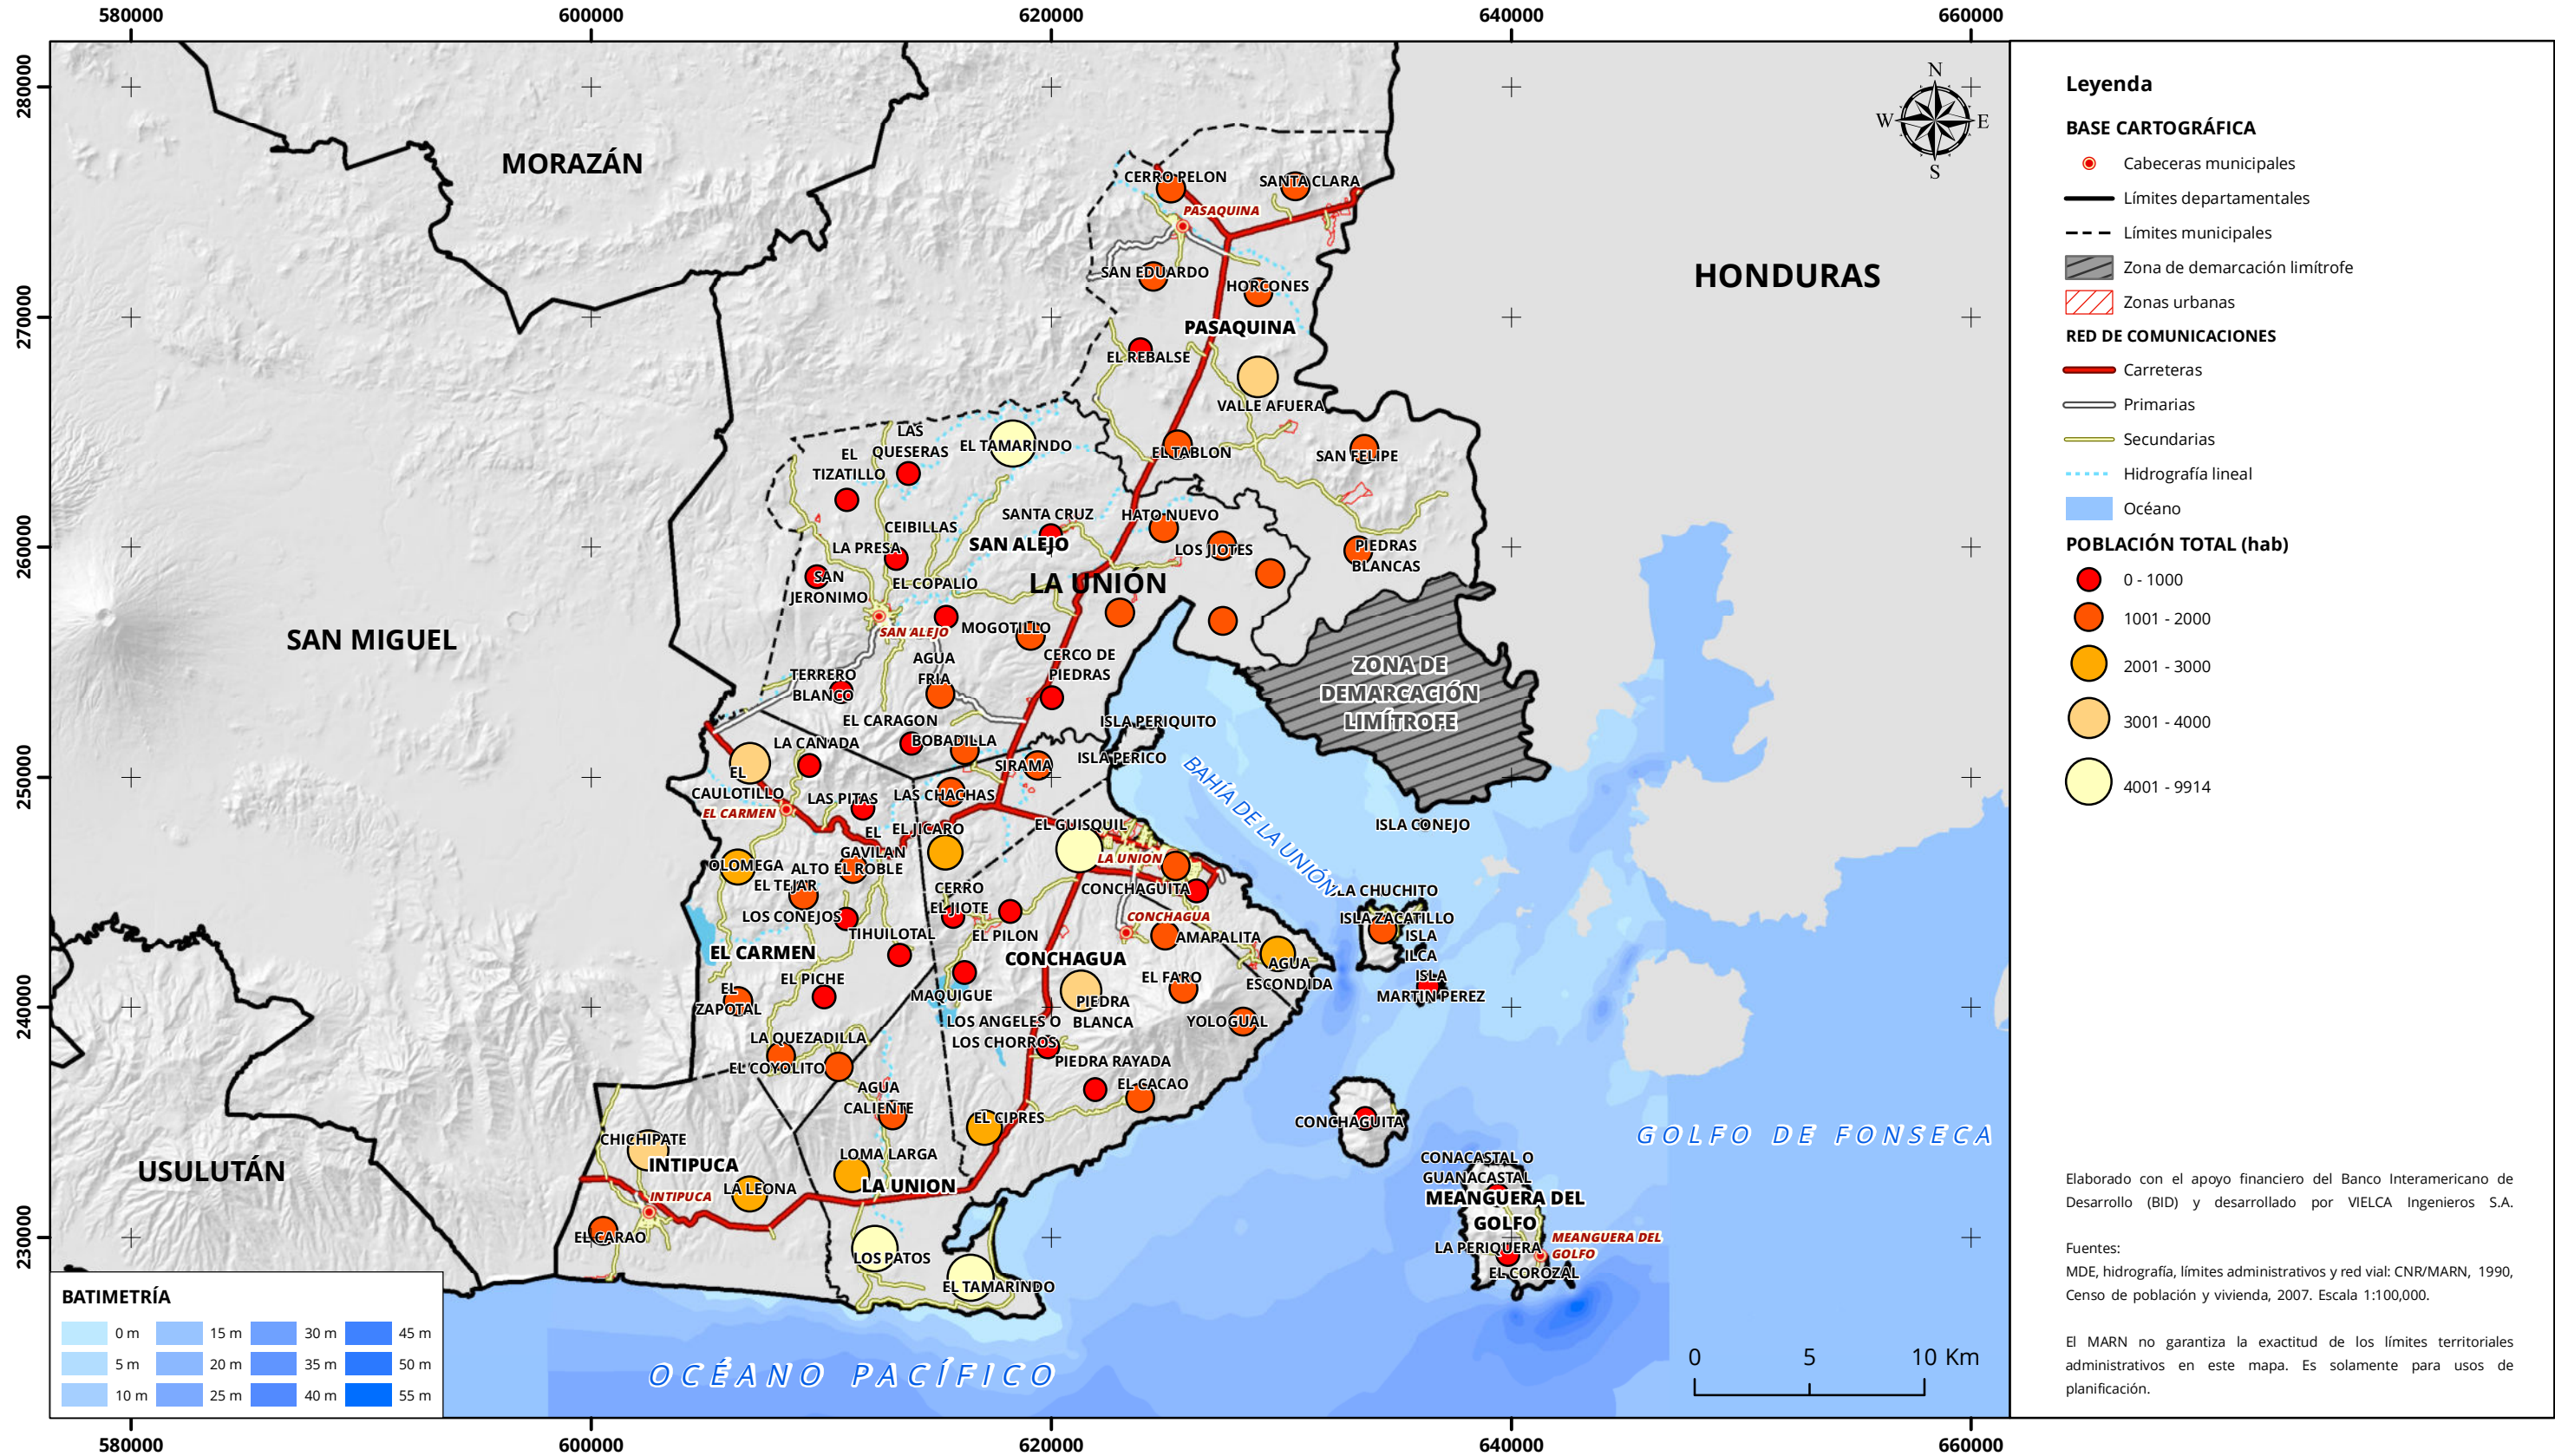 580000
600000
620000
640000
660000
280000
270000
260000
250000
240000
230000
MORAZÁN
HONDURAS
SAN MIGUEL
USULUTÁN
N
W
E
S
CERRO PELON
SANTA CLARA
PASAQUINA
SAN EDUARDO
HORCONES
PASAQUINA
EL REBALSE
VALLE AFUERA
EL TABLON
SAN FELIPE
LAS
QUESERAS
EL TAMARINDO
EL
TIZATILLO
CEIBILLAS
SANTA CRUZ
HATO NUEVO
SAN ALEJO
LA PRESA
LOS JIOTES
PIEDRAS
BLANCAS
SAN
JERONIMO
EL COPALIO
LA UNIÓN
SAN ALEJO
MOGOTILLO
AGUA
FRIA
CERCO DE
PIEDRAS
TERRERO
BLANCO
ZONA DE
DEMARCACIÓN
LIMÍTROFE
EL CARAGON
BOBADILLA
ISLA PERIQUITO
LA CAÑADA
SIRAMA
ISLA PERICO
EL
CAULOTILLO
LAS PITAS
LAS CHACHAS
BAHÍA DE LA UNIÓN
EL CARMEN
EL JICARO
EL GUISQUIL
ISLA CONEJO
EL
GAVILAN
LA UNION
OLOMEGA
ALTO EL ROBLE
EL TEJAR
CERRO
EL JIOTE
CONCHAGUITA
ISLA CHUCHITO
LOS CONEJOS
TIHUILOTAL
EL PILON
CONCHAGUA
AMAPALITA
ISLA ZACATILLO
ISLA
ILCA
EL CARMEN
CONCHAGUA
AGUA
ESCONDIDA
EL PICHE
EL FARO
ISLA
MARTIN PEREZ
EL
ZAPOTAL
MAQUIGUE
PIEDRA
BLANCA
LOS ANGELES O
LOS CHORROS
YOLOGUAL
LA QUEZADILLA
EL COYOLITO
PIEDRA RAYADA
EL CACAO
AGUA
CALIENTE
EL CIPRES
CONCHAGUITA
GOLFO DE FONSECA
CHICHIPATE
INTIPUCA
LOMA LARGA
CONACASTAL O
GUANACASTAL
LA LEONA
LA UNION
MEANGUERA DEL
GOLFO
INTIPUCA
EL CARAO
LOS PATOS
LA PERIQUERA
MEANGUERA DEL
GOLFO
EL COROZAL
EL TAMARINDO
OCÉANO PACÍFICO
BATIMETRÍA
0 m
15 m
30 m
45 m
5 m
20 m
35 m
50 m
10 m
25 m
40 m
55 m
0
5
10 Km
580000
600000
620000
640000
660000
Leyenda
BASE CARTOGRÁFICA
Cabeceras municipales
Límites departamentales
Límites municipales
Zona de demarcación limítrofe
Zonas urbanas
RED DE COMUNICACIONES
Carreteras
Primarias
Secundarias
Hidrografía lineal
Océano
POBLACIÓN TOTAL (hab)
0 - 1000
1001 - 2000
2001 - 3000
3001 - 4000
4001 - 9914
Elaborado con el apoyo financiero del Banco Interamericano de
Desarrollo (BID) y desarrollado por VIELCA Ingenieros S.A.
Fuentes:
MDE, hidrografía, límites administrativos y red vial: CNR/MARN, 1990,
Censo de población y vivienda, 2007. Escala 1:100,000.
El MARN no garantiza la exactitud de los límites territoriales
administrativos en este mapa. Es solamente para usos de
planificación.